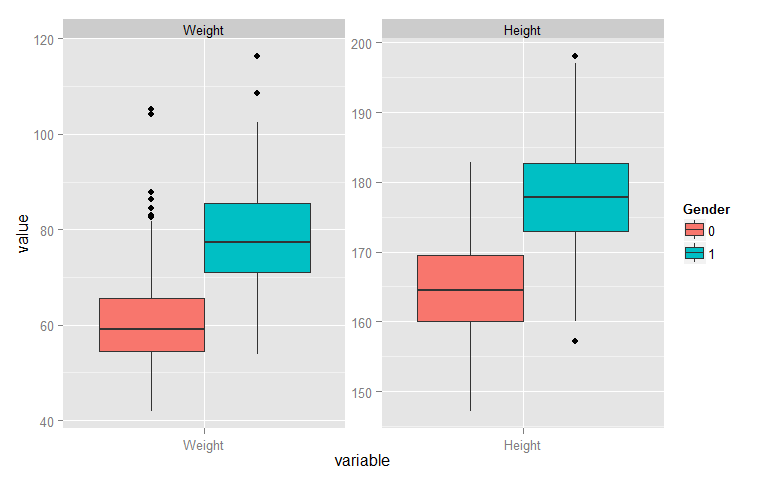 Weight
Height
120
100
80
60
40
value
200
190
180
170
160
150
Weight
Height
variable
Gender
0
1